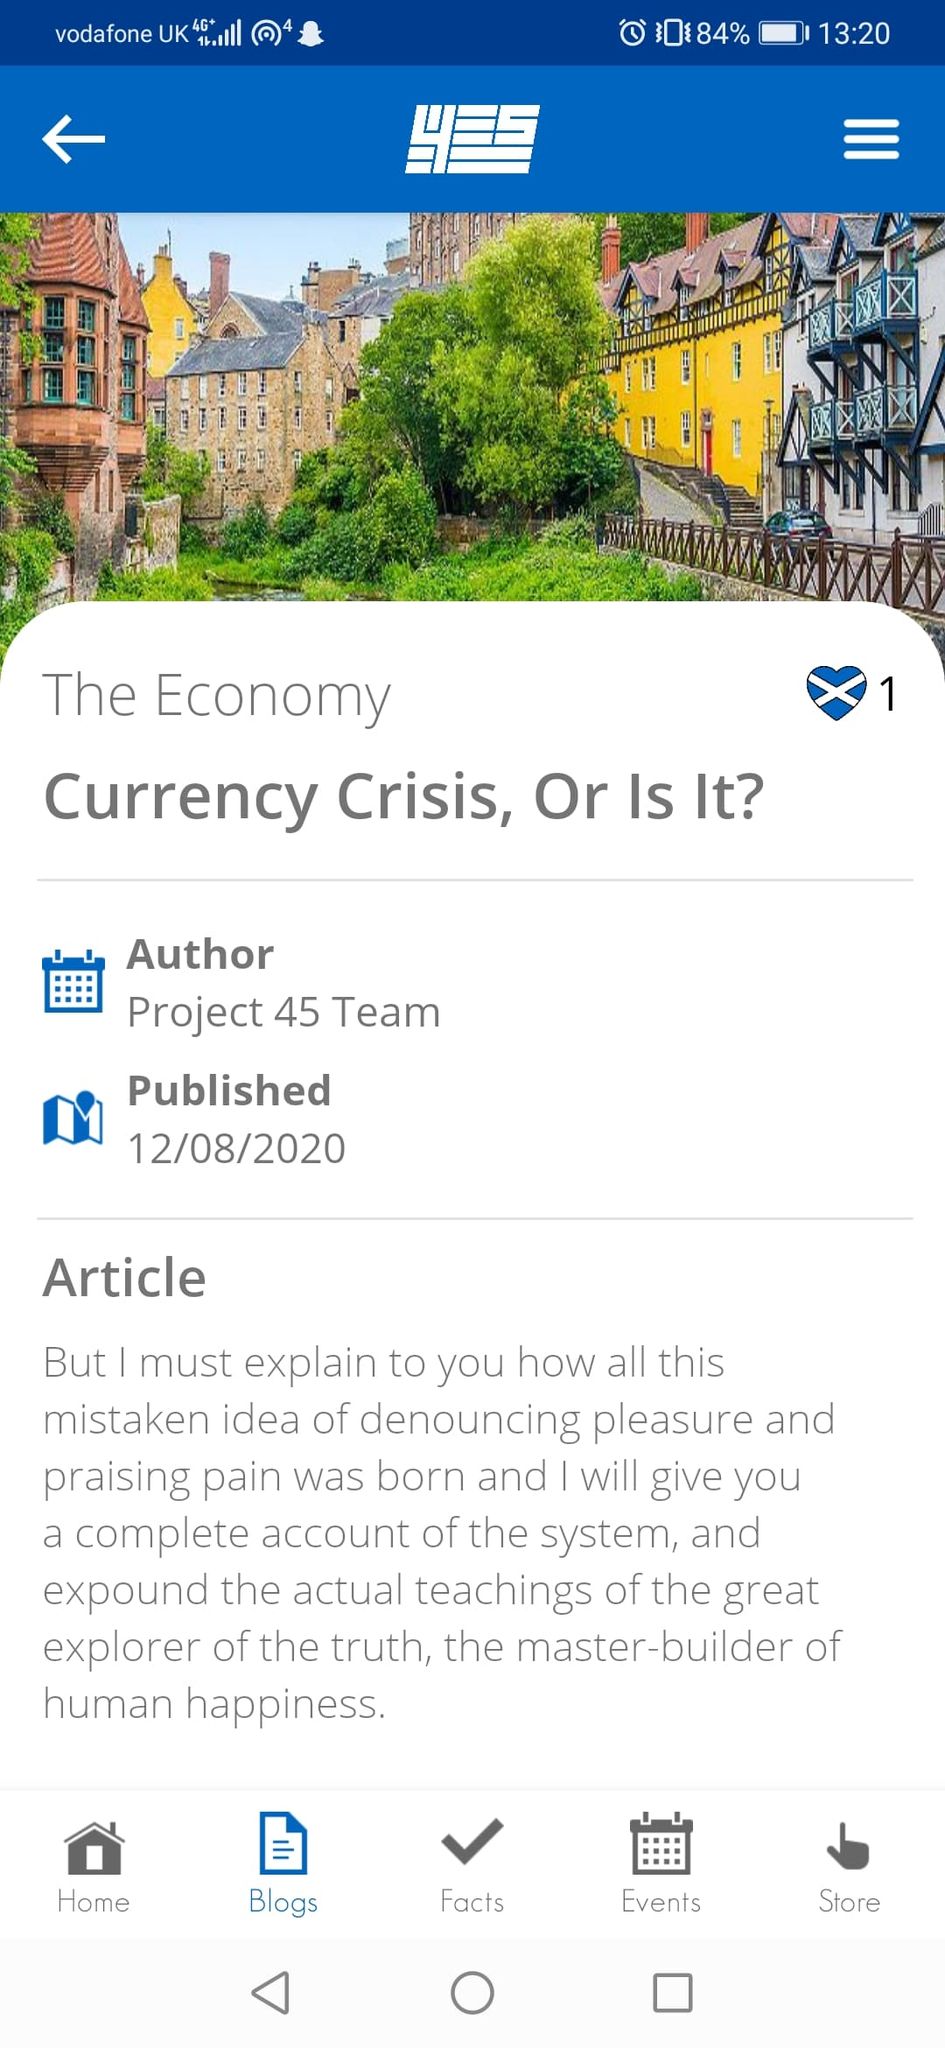 vodafone UK 4G+ 4 84% 13:20
YES
The Economy 1
Currency Crisis, Or Is It?
Author
Project 45 Team
Published
12/08/2020
Article
But I must explain to you how all this
mistaken idea of denouncing pleasure and
praising pain was born and I will give you
a complete account of the system, and
expound the actual teachings of the great
explorer of the truth, the master-builder of
human happiness.
Home Blogs Facts Events Store